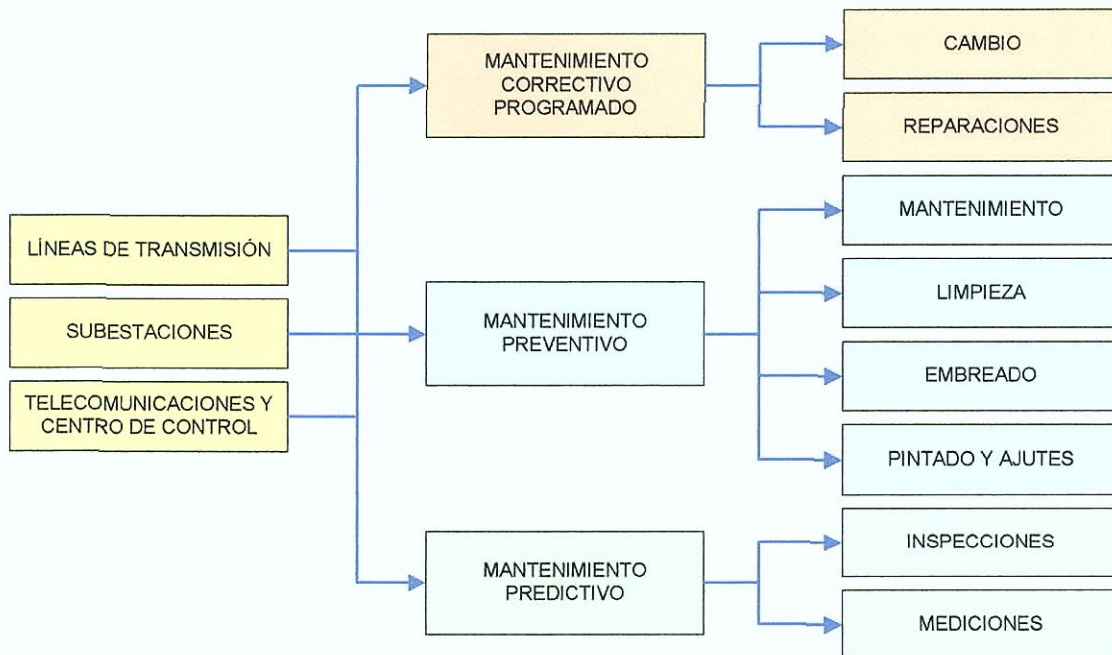 LÍNEAS DE TRANSMISIÓN
SUBESTACIONES
TELECOMUNICACIONES Y
CENTRO DE CONTROL
MANTENIMIENTO
CORRECTIVO
PROGRAMADO
MANTENIMIENTO
PREVENTIVO
MANTENIMIENTO
PREDICTIVO
CAMBIO
REPARACIONES
MANTENIMIENTO
LIMPIEZA
EMBREADO
PINTADO Y AJUTES
INSPECCIONES
MEDICIONES